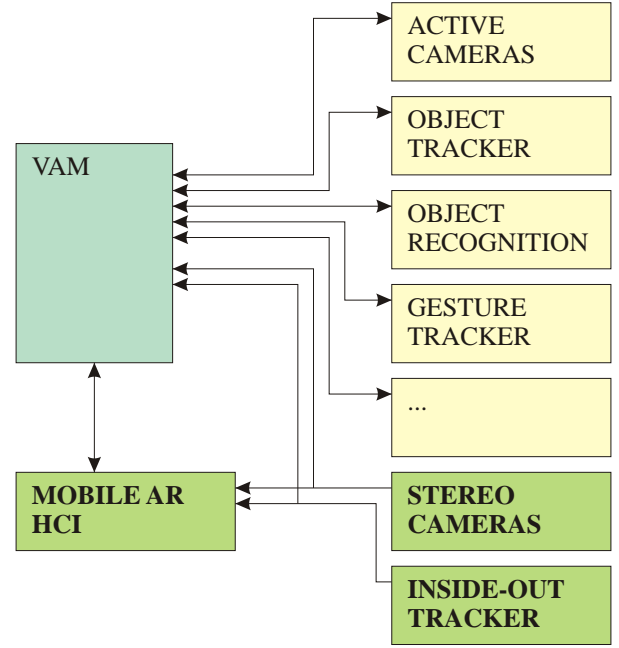 ACTIVE
CAMERAS
OBJECT
TRACKER
VAM
OBJECT
RECOGNITION
GESTURE
TRACKER
...
MOBILE AR
HCI
STEREO
CAMERAS
INSIDE-OUT
TRACKER